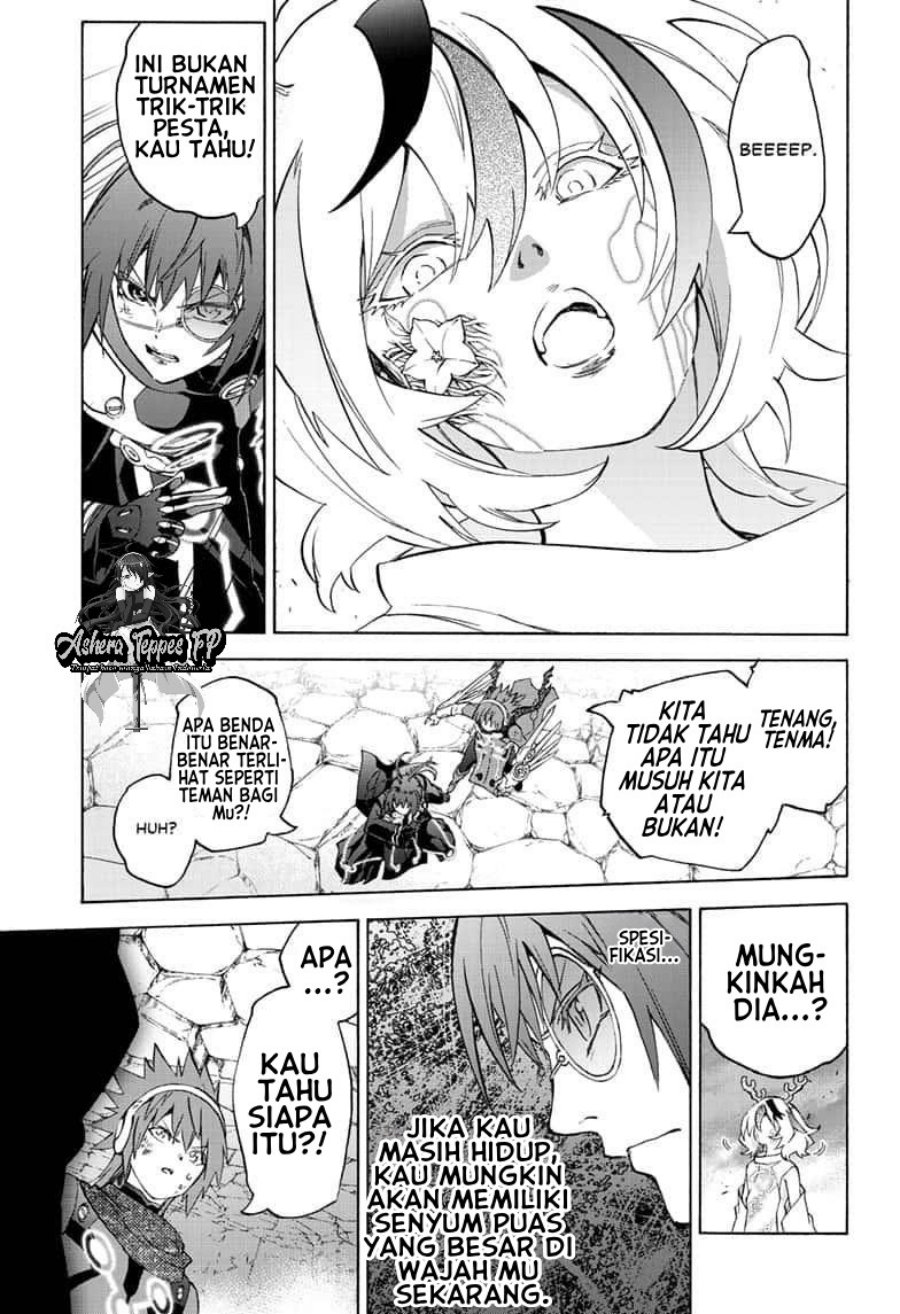 BEEEEP.
INI BUKAN
TURNAMEN
TRIK-TRIK
PESTA,
KAU TAHU!
TENANG,
TENMA!
KITA
TIDAK TAHU
APA ITU
MUSUH KITA
ATAU
BUKAN!
APA BENDA
ITU BENAR-
BENAR TERLI-
HAT SEPERTI
TEMAN BAGI
Mu?!
HUH?
MUNG-
KINKAH
DIA...?
SPESI-
FIKASI...
JIKA KAU
MASIH HIDUP,
KAU MUNGKIN
AKAN MEMILIKI
SENYUM PUAS
YANG BESAR DI
WAJAH MU
SEKARANG.
APA
...?
KAU
TAHU
SIAPA
ITU?!
Ashera Teppes FP